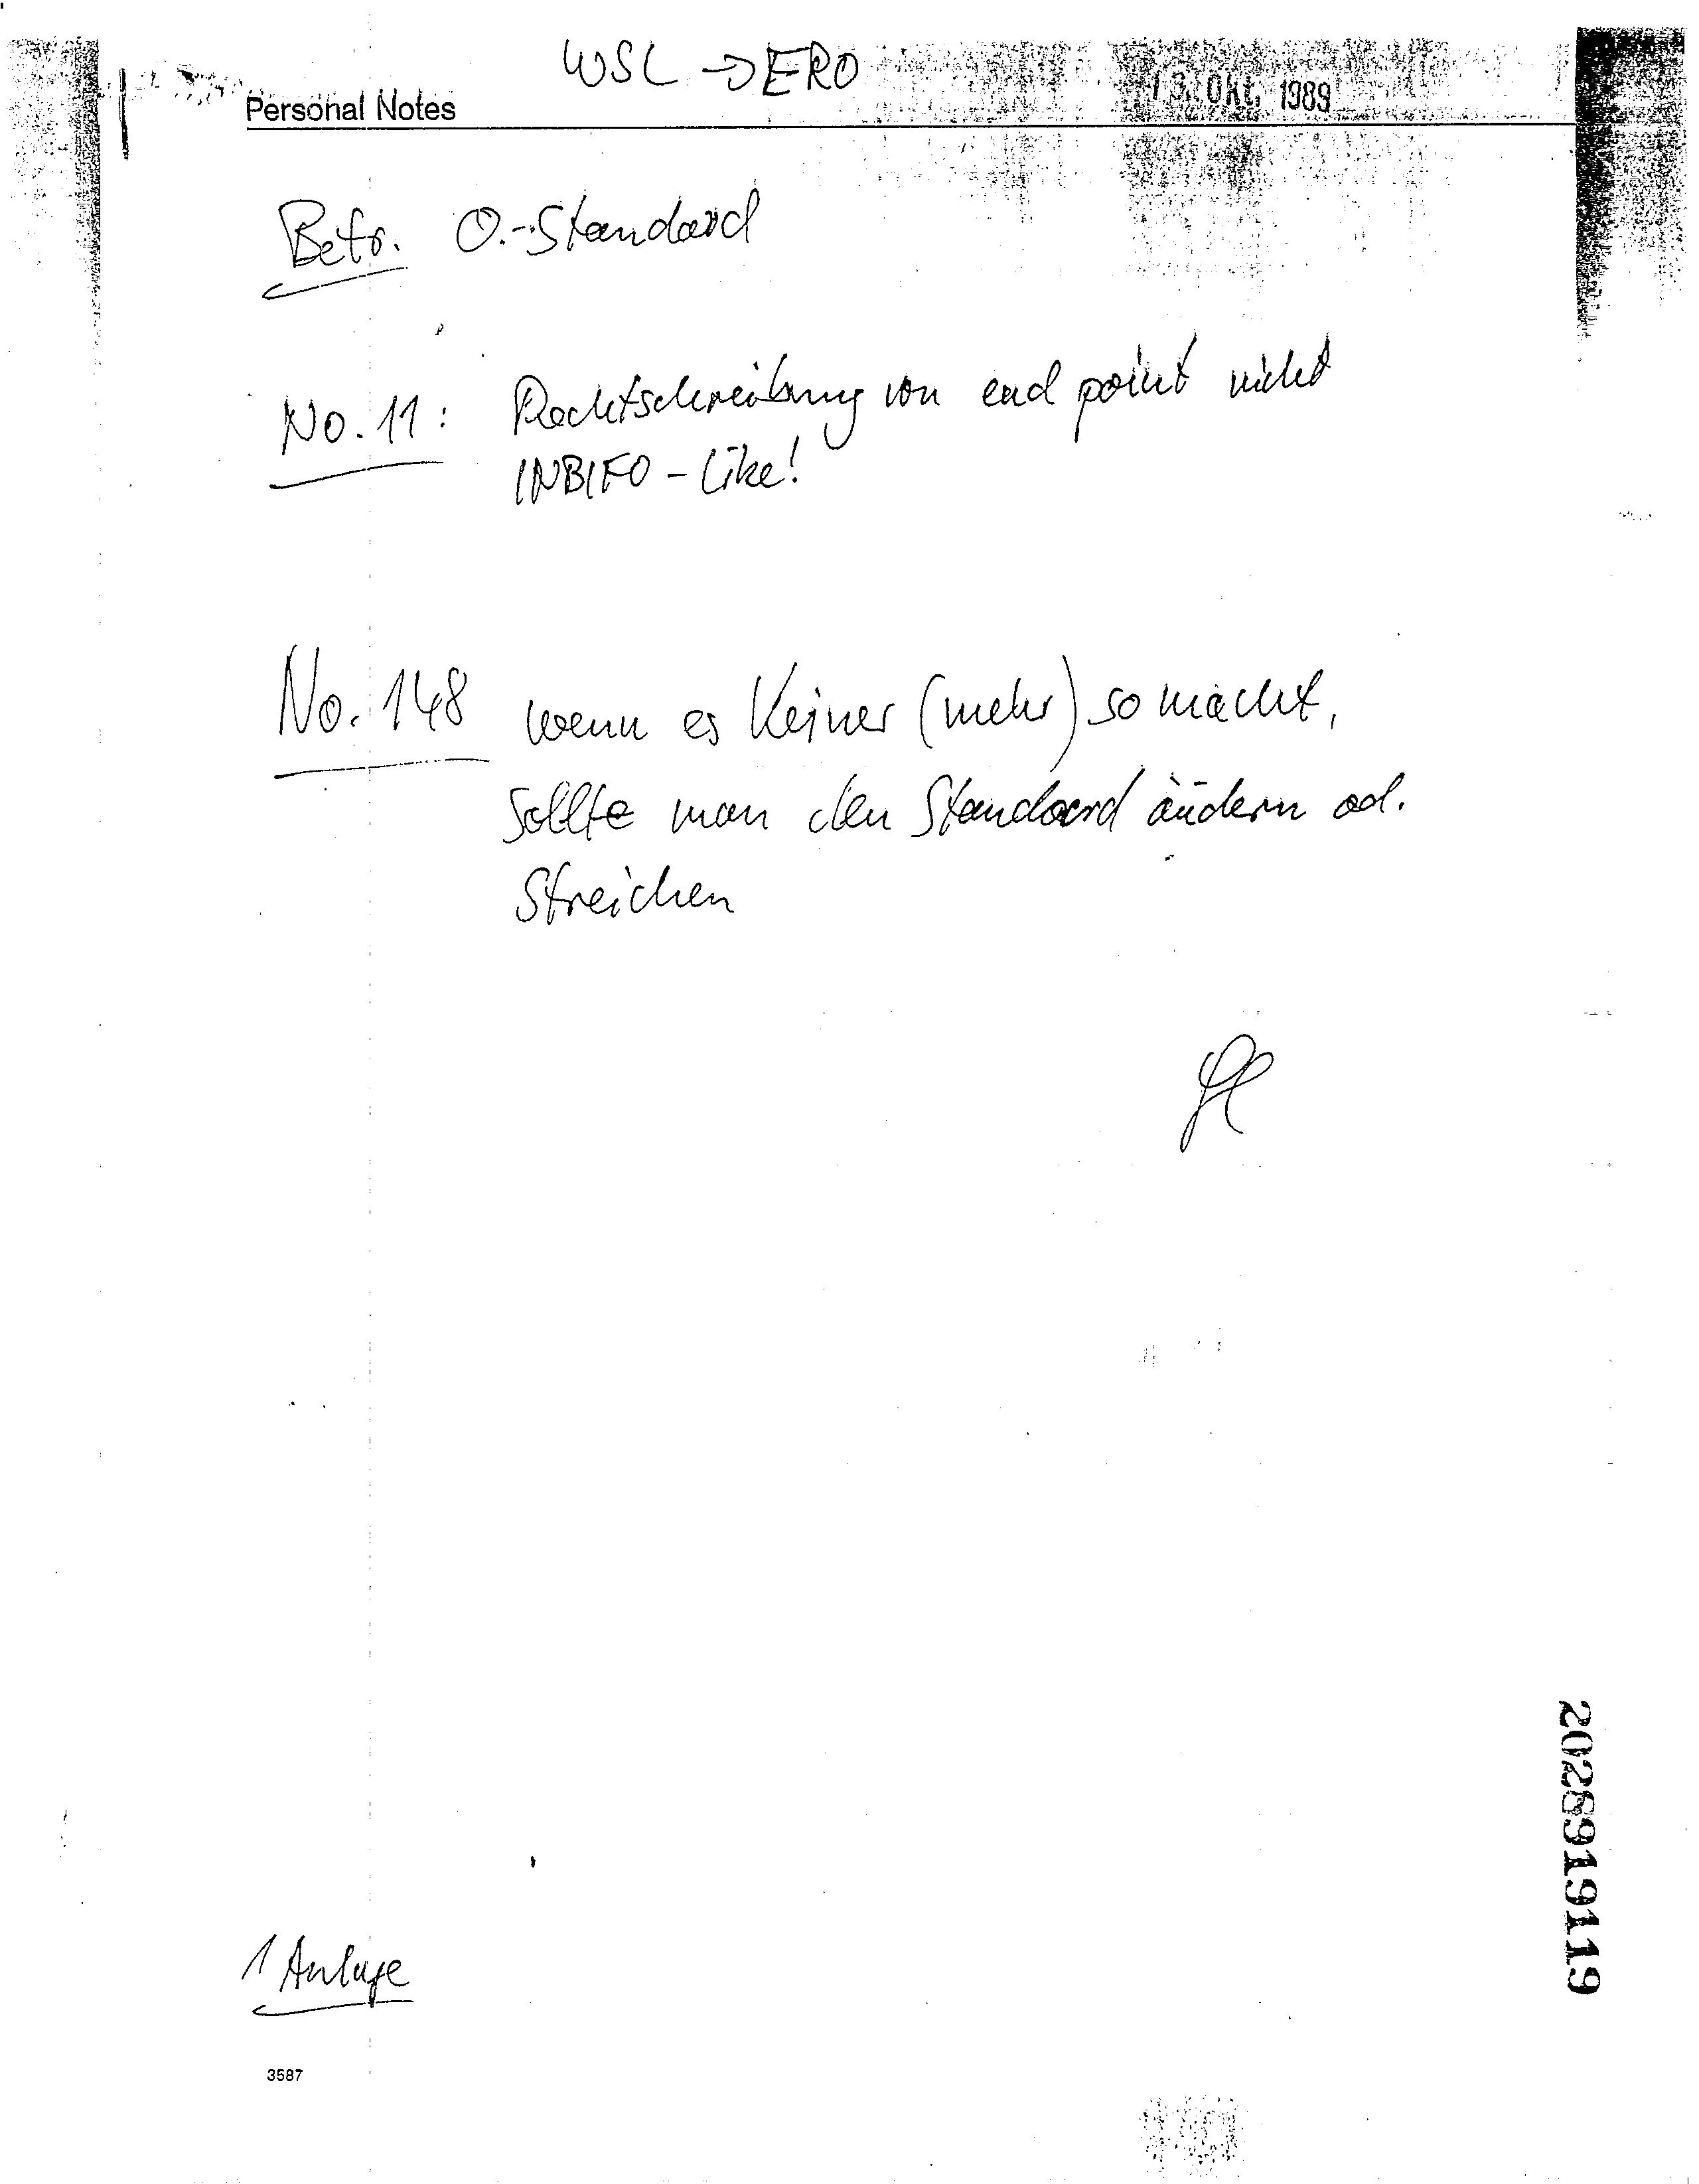 WSL → ERO
Personal Notes
13. Okt. 1989
Betr. O.-Standard
No. 11: Rechtschreibung von end point nicht
INBIFO-like!
No. 148 wenn es Keiner (mehr) so macht,
sollte man den Standard ändern od.
Streichen
1 Anlage
3587
2028919119